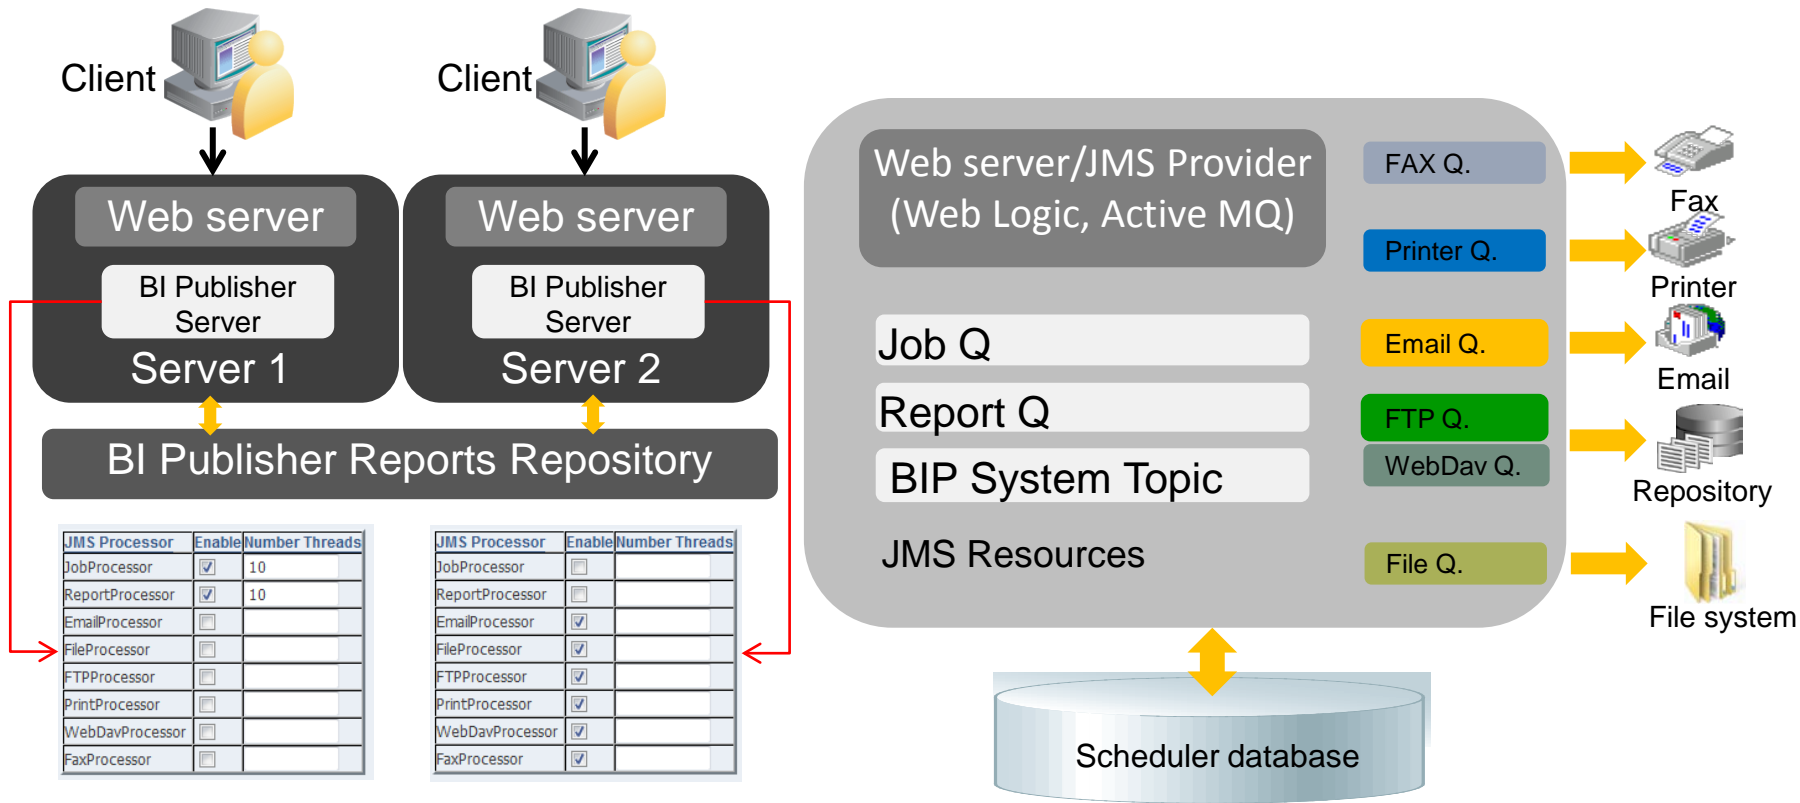 Client
Client
Web server
BI Publisher
Server
Server 1
Web server
BI Publisher
Server
Server 2
BI Publisher Reports Repository
JMS Processor Enable Number Threads
JobProcessor 10
ReportProcessor 10
EmailProcessor
FileProcessor
FTPProcessor
PrintProcessor
WebDavProcessor
FaxProcessor
JMS Processor Enable Number Threads
JobProcessor
ReportProcessor
EmailProcessor
FileProcessor
FTPProcessor
PrintProcessor
WebDavProcessor
FaxProcessor
Web server/JMS Provider
(Web Logic, Active MQ)
Job Q
Report Q
BIP System Topic
JMS Resources
FAX Q.
Printer Q.
Email Q.
FTP Q.
WebDav Q.
File Q.
Fax
Printer
Email
Repository
File system
Scheduler database